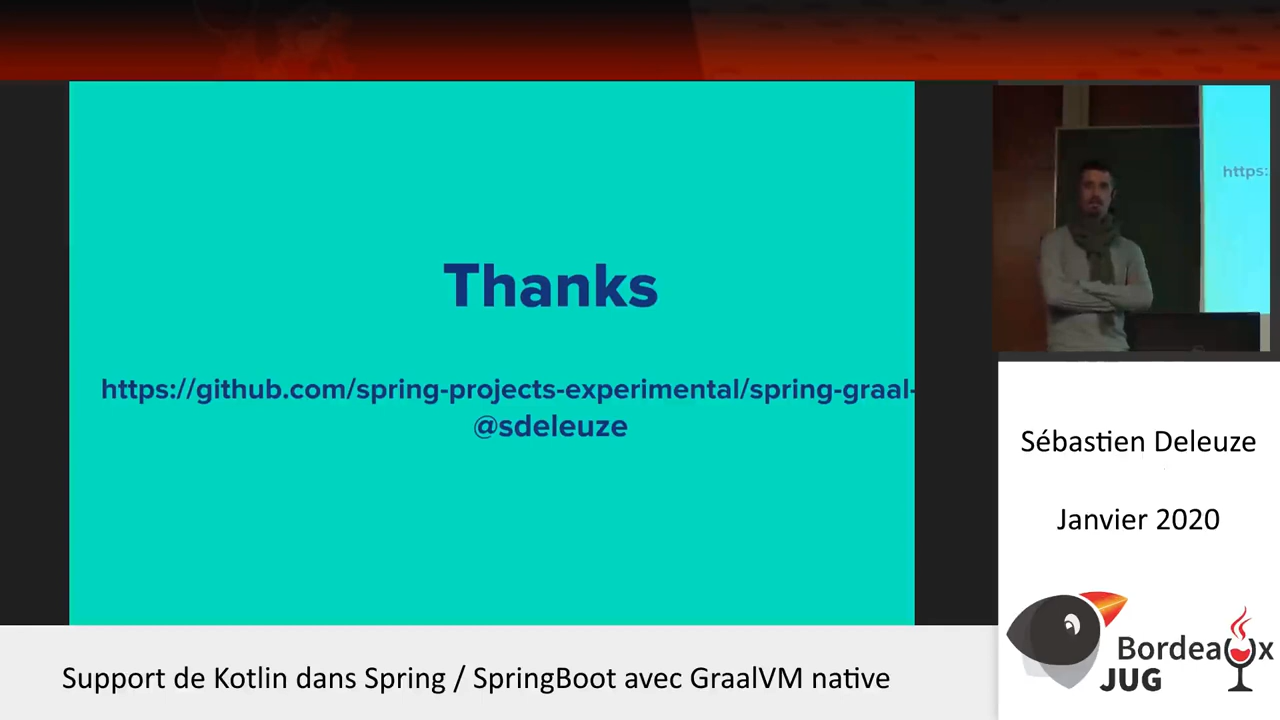 Thanks
https://github.com/spring-projects-experimental/spring-graal-
@sdeleuze
https:
Sébastien Deleuze
Janvier 2020
Bordeaux
JUG
Support de Kotlin dans Spring / SpringBoot avec GraalVM native